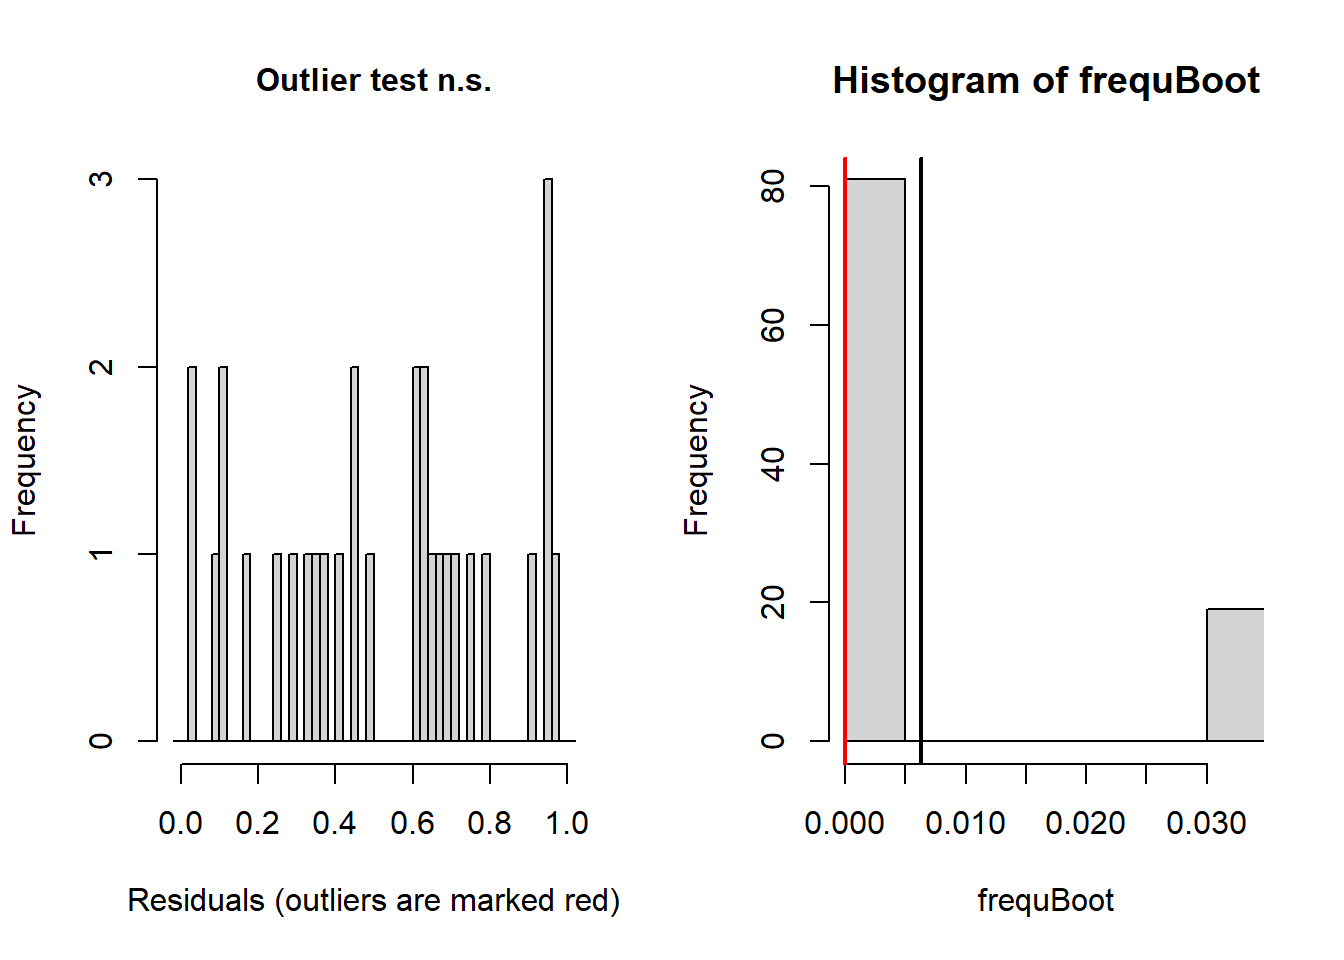 Outlier test n.s.
Frequency
3
2
1
0
0.0 0.2 0.4 0.6 0.8 1.0
Residuals (outliers are marked red)
Histogram of frequBoot
Frequency
80
60
40
20
0
0.000 0.010 0.020 0.030
frequBoot